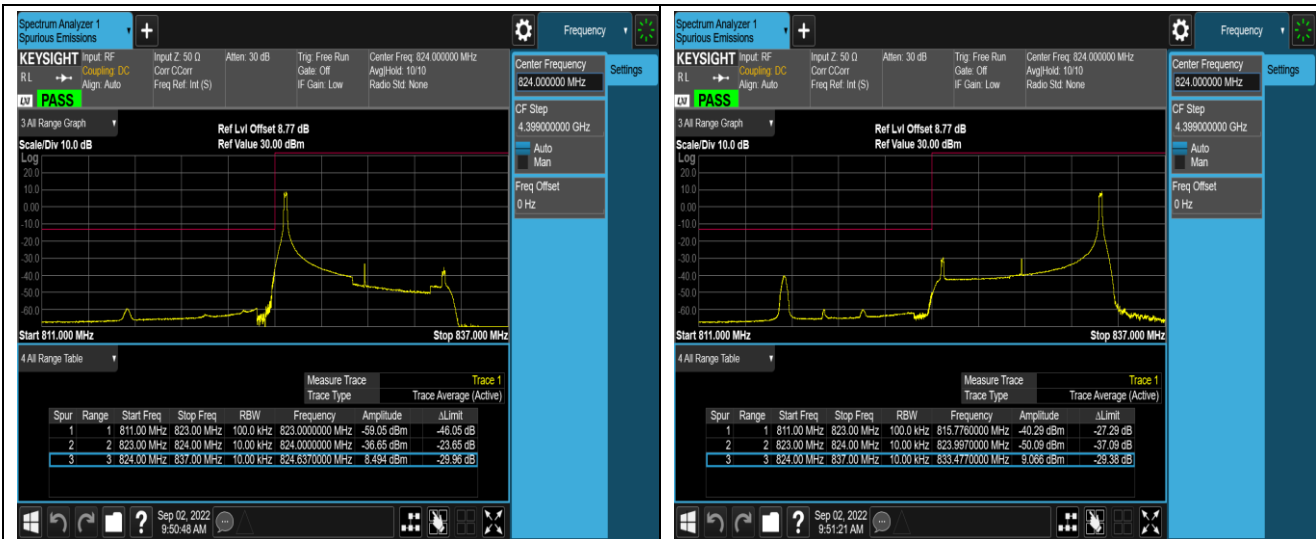 Spectrum Analyzer 1
Spurious Emissions
Frequency
KEYSIGHT Input: RF Input Z: 50 Ω Atten: 30 dB Trig: Free Run Center Freq: 824.000000 MHz
R L Coupling: DC Corr CCorr Gate: Off Avg|Hold: 10/10
Align: Auto Freq Ref: Int (S) IF Gain: Low Radio Std: None
LXI PASS
Center Frequency
824.000000 MHz
Settings
CF Step
4.399000000 GHz
Auto
Man
Freq Offset
0 Hz
3 All Range Graph
Ref Lvl Offset 8.77 dB
Scale/Div 10.0 dB Ref Value 30.00 dBm
Log
20.0
10.0
0.00
-10.0
-20.0
-30.0
-40.0
-50.0
-60.0
Start 811.000 MHz Stop 837.000 MHz
4 All Range Table
Measure Trace Trace 1
Trace Type Trace Average (Active)
Spur Range Start Freq Stop Freq RBW Frequency Amplitude ΔLimit
1 1 811.00 MHz 823.00 MHz 100.0 kHz 823.0000000 MHz -59.05 dBm -46.05 dB
2 2 823.00 MHz 824.00 MHz 10.00 kHz 824.0000000 MHz -36.65 dBm -23.65 dB
3 3 824.00 MHz 837.00 MHz 10.00 kHz 824.6370000 MHz 8.494 dBm -29.96 dB
Sep 02, 2022
9:50:48 AM
Spectrum Analyzer 1
Spurious Emissions
Frequency
KEYSIGHT Input: RF Input Z: 50 Ω Atten: 30 dB Trig: Free Run Center Freq: 824.000000 MHz
R L Coupling: DC Corr CCorr Gate: Off Avg|Hold: 10/10
Align: Auto Freq Ref: Int (S) IF Gain: Low Radio Std: None
LXI PASS
Center Frequency
824.000000 MHz
Settings
CF Step
4.399000000 GHz
Auto
Man
Freq Offset
0 Hz
3 All Range Graph
Ref Lvl Offset 8.77 dB
Scale/Div 10.0 dB Ref Value 30.00 dBm
Log
20.0
10.0
0.00
-10.0
-20.0
-30.0
-40.0
-50.0
-60.0
Start 811.000 MHz Stop 837.000 MHz
4 All Range Table
Measure Trace Trace 1
Trace Type Trace Average (Active)
Spur Range Start Freq Stop Freq RBW Frequency Amplitude ΔLimit
1 1 811.00 MHz 823.00 MHz 100.0 kHz 815.7760000 MHz -40.29 dBm -27.29 dB
2 2 823.00 MHz 824.00 MHz 10.00 kHz 823.9970000 MHz -50.09 dBm -37.09 dB
3 3 824.00 MHz 837.00 MHz 10.00 kHz 833.4770000 MHz 9.066 dBm -29.38 dB
Sep 02, 2022
9:51:21 AM